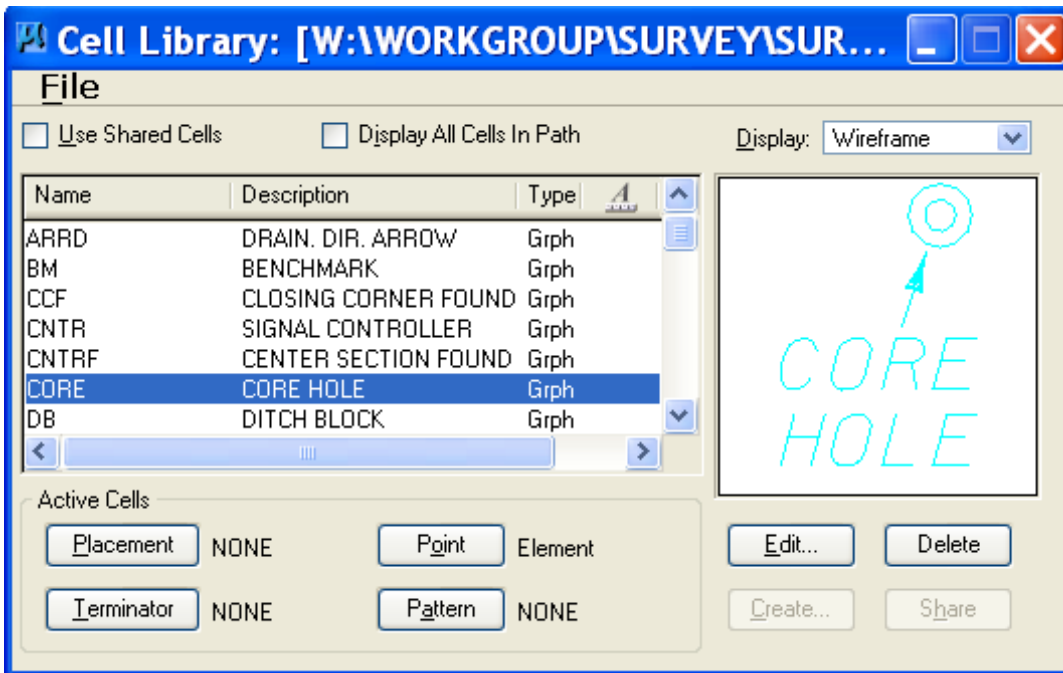 Cell Library: [W:\WORKGROUP\SURVEY\SUR...
File
Use Shared Cells Display All Cells In Path Display: Wireframe
Name Description Type A
ARRD DRAIN. DIR. ARROW Grph
BM BENCHMARK Grph
CCF CLOSING CORNER FOUND Grph
CNTR SIGNAL CONTROLLER Grph
CNTRF CENTER SECTION FOUND Grph
CORE CORE HOLE Grph
DB DITCH BLOCK Grph
CORE
HOLE
Active Cells
Placement NONE Point Element Edit... Delete
Terminator NONE Pattern NONE Create... Share